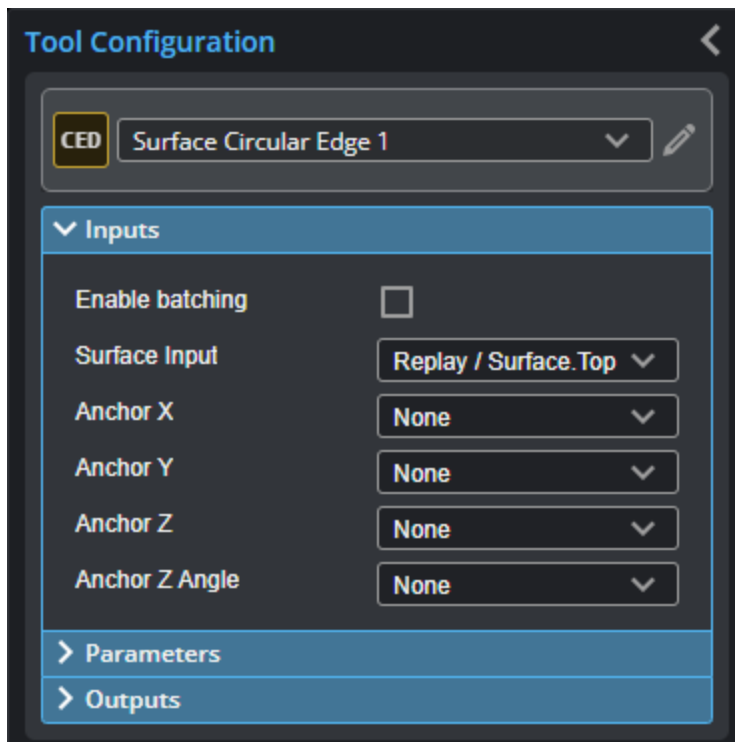 Tool Configuration
CED Surface Circular Edge 1
Inputs
Enable batching
Surface Input Replay / Surface.Top
Anchor X None
Anchor Y None
Anchor Z None
Anchor Z Angle None
Parameters
Outputs